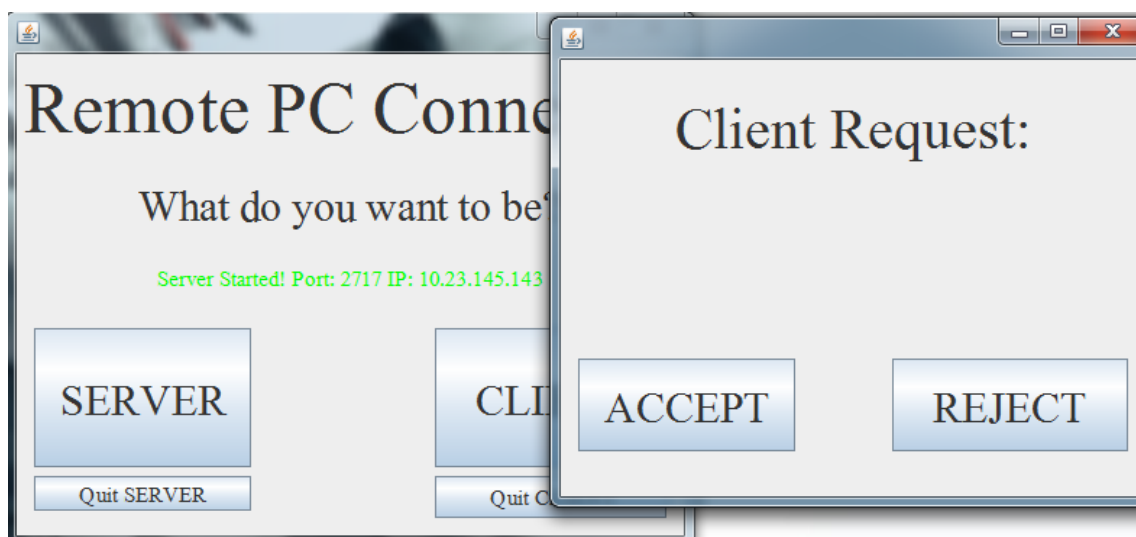 Remote PC Conne
What do you want to be?
Server Started! Port: 2717 IP: 10.23.145.143
SERVER
CLI
Quit SERVER
Quit C
Client Request:
ACCEPT
REJECT